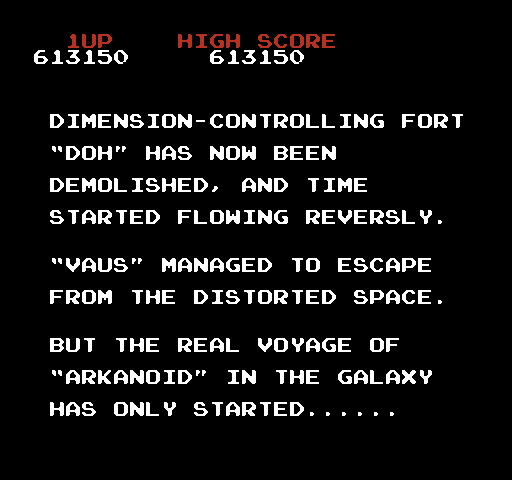 1UP HIGH SCORE
613150 613150
DIMENSION-CONTROLLING FORT
"DOH" HAS NOW BEEN
DEMOLISHED, AND TIME
STARTED FLOWING REVERSLY.
"VAUS" MANAGED TO ESCAPE
FROM THE DISTORTED SPACE.
BUT THE REAL VOYAGE OF
"ARKANOID" IN THE GALAXY
HAS ONLY STARTED......